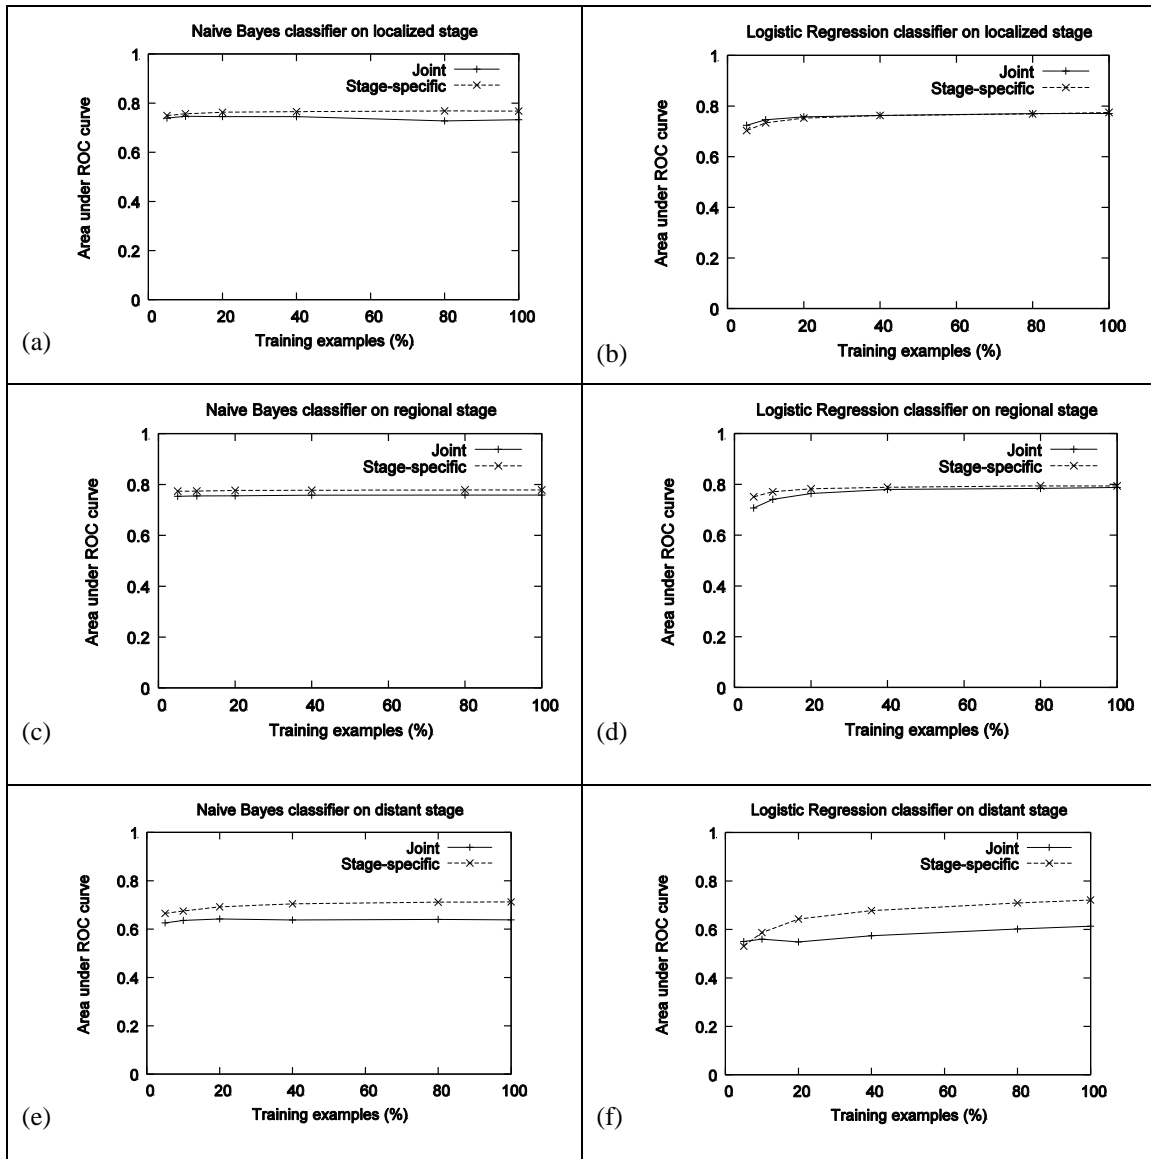 Naive Bayes classifier on localized stage
Joint
Stage-specific
Area under ROC curve
1
0.8
0.6
0.4
0.2
0
0 20 40 60 80 100
Training examples (%)
(a)
Logistic Regression classifier on localized stage
Joint
Stage-specific
Area under ROC curve
1
0.8
0.6
0.4
0.2
0
0 20 40 60 80 100
Training examples (%)
(b)
Naive Bayes classifier on regional stage
Joint
Stage-specific
Area under ROC curve
1
0.8
0.6
0.4
0.2
0
0 20 40 60 80 100
Training examples (%)
(c)
Logistic Regression classifier on regional stage
Joint
Stage-specific
Area under ROC curve
1
0.8
0.6
0.4
0.2
0
0 20 40 60 80 100
Training examples (%)
(d)
Naive Bayes classifier on distant stage
Joint
Stage-specific
Area under ROC curve
1
0.8
0.6
0.4
0.2
0
0 20 40 60 80 100
Training examples (%)
(e)
Logistic Regression classifier on distant stage
Joint
Stage-specific
Area under ROC curve
1
0.8
0.6
0.4
0.2
0
0 20 40 60 80 100
Training examples (%)
(f)